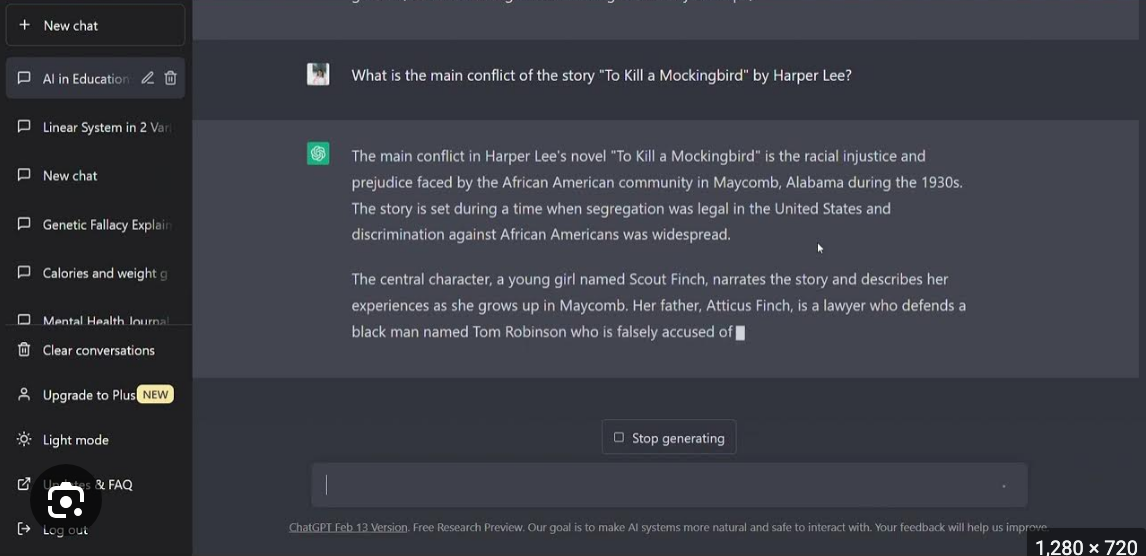 New chat
AI in Education
Linear System in 2 Var
New chat
Genetic Fallacy Explain
Calories and weight g
Mental Health Journal
Clear conversations
Upgrade to Plus NEW
Light mode
Updates & FAQ
Log out
What is the main conflict of the story "To Kill a Mockingbird" by Harper Lee?
The main conflict in Harper Lee's novel "To Kill a Mockingbird" is the racial injustice and
prejudice faced by the African American community in Maycomb, Alabama during the 1930s.
The story is set during a time when segregation was legal in the United States and
discrimination against African Americans was widespread.
The central character, a young girl named Scout Finch, narrates the story and describes her
experiences as she grows up in Maycomb. Her father, Atticus Finch, is a lawyer who defends a
black man named Tom Robinson who is falsely accused of
Stop generating
ChatGPT Feb 13 Version. Free Research Preview. Our goal is to make AI systems more natural and safe to interact with. Your feedback will help us improve.
1,280 × 720